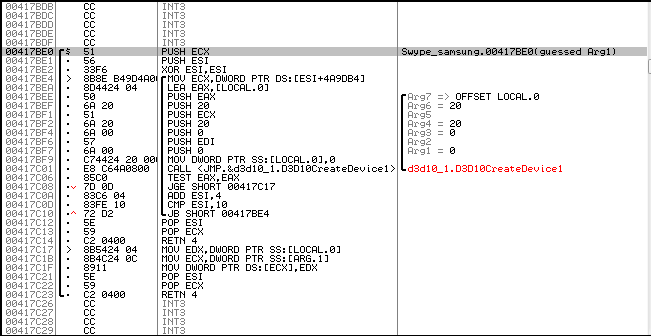 00417BDB CC INT3
00417BDC CC INT3
00417BDD CC INT3
00417BDE CC INT3
00417BDF CC INT3
00417BE0 $ 51 PUSH ECX Swype_samsung.00417BE0(guessed Arg1)
00417BE1 . 56 PUSH ESI
00417BE2 . 33F6 XOR ESI,ESI
00417BE4 > 8B8E B49D4A00 MOV ECX,DWORD PTR DS:[ESI+4A9DB4]
00417BEA . 8D4424 04 LEA EAX,[LOCAL.0]
00417BEE . 50 PUSH EAX Arg7 => OFFSET LOCAL.0
00417BEF . 6A 20 PUSH 20 Arg6 = 20
00417BF1 . 51 PUSH ECX Arg5
00417BF2 . 6A 20 PUSH 20 Arg4 = 20
00417BF4 . 6A 00 PUSH 0 Arg3 = 0
00417BF6 . 57 PUSH EDI Arg2
00417BF7 . 6A 00 PUSH 0 Arg1 = 0
00417BF9 . C74424 20 000 MOV DWORD PTR SS:[LOCAL.0],0
00417C01 . E8 C64A0800 CALL <JMP.&d3d10_1.D3D10CreateDevice1 d3d10_1.D3D10CreateDevice1
00417C06 . 85C0 TEST EAX,EAX
00417C08 . 7D 0D JGE SHORT 00417C17
00417C0A . 83C6 04 ADD ESI,4
00417C0D . 83FE 10 CMP ESI,10
00417C10 . 72 D2 JB SHORT 00417BE4
00417C12 . 5E POP ESI
00417C13 . 59 POP ECX
00417C14 . C2 0400 RETN 4
00417C17 > 8B5424 04 MOV EDX,DWORD PTR SS:[LOCAL.0]
00417C1B . 8B4C24 0C MOV ECX,DWORD PTR SS:[ARG.1]
00417C1F . 8911 MOV DWORD PTR DS:[ECX],EDX
00417C21 . 5E POP ESI
00417C22 . 59 POP ECX
00417C23 . C2 0400 RETN 4
00417C26 CC INT3
00417C27 CC INT3
00417C28 CC INT3
00417C29 CC INT3